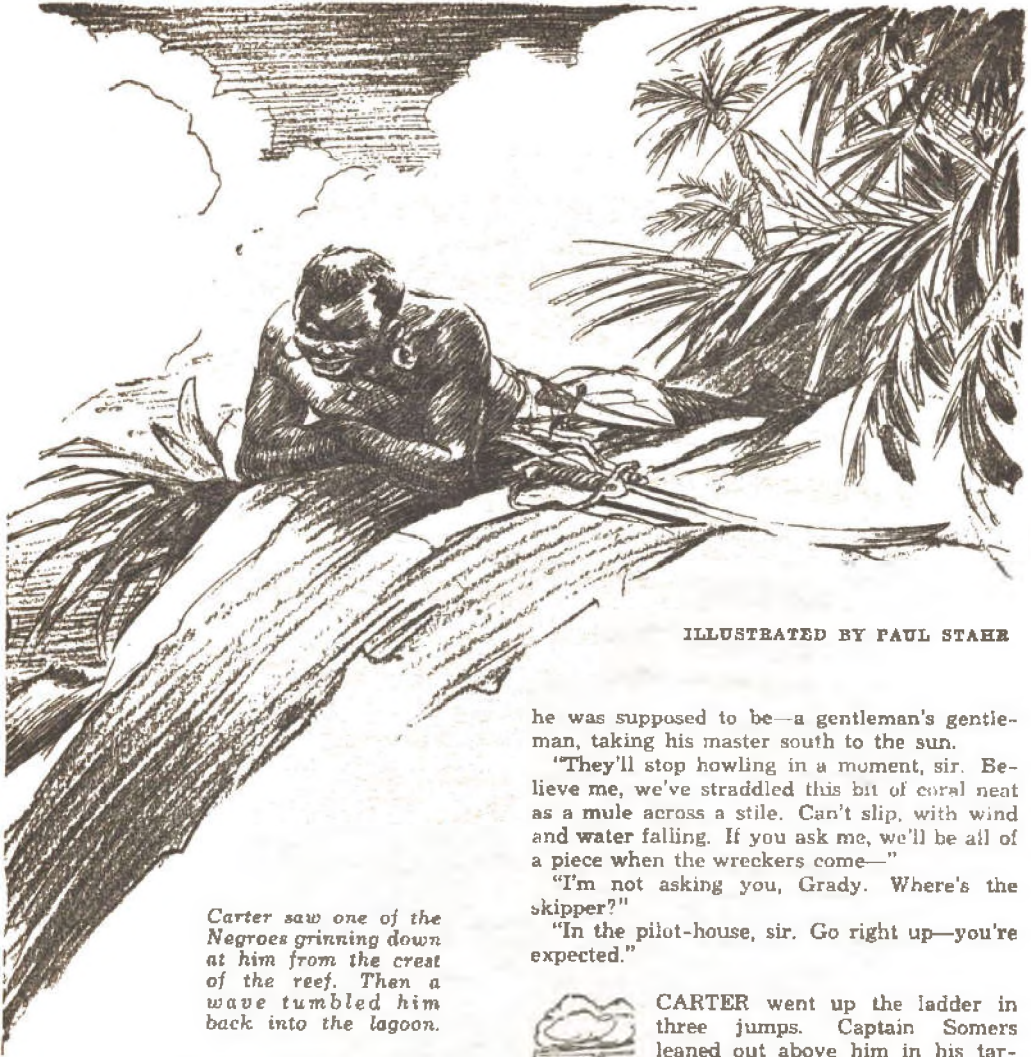 ILLUSTRATED BY PAUL STAHR
he was supposed to be—a gentleman's gentle-
man, taking his master south to the sun.
"They'll stop howling in a moment, sir. Be-
lieve me, we've straddled this bit of coral neat
as a mule across a stile. Can't slip, with wind
and water falling. If you ask me, we'll be all of
a piece when the wreckers come—"
"I'm not asking you, Grady. Where's the
skipper?"
"In the pilot-house, sir. Go right up—you're
expected."
Carter saw one of the
Negroes grinning down
at him from the crest
of the reef. Then a
wave tumbled him
back into the lagoon.
CARTER went up the ladder in
three jumps. Captain Somers
leaned out above him in his tar-